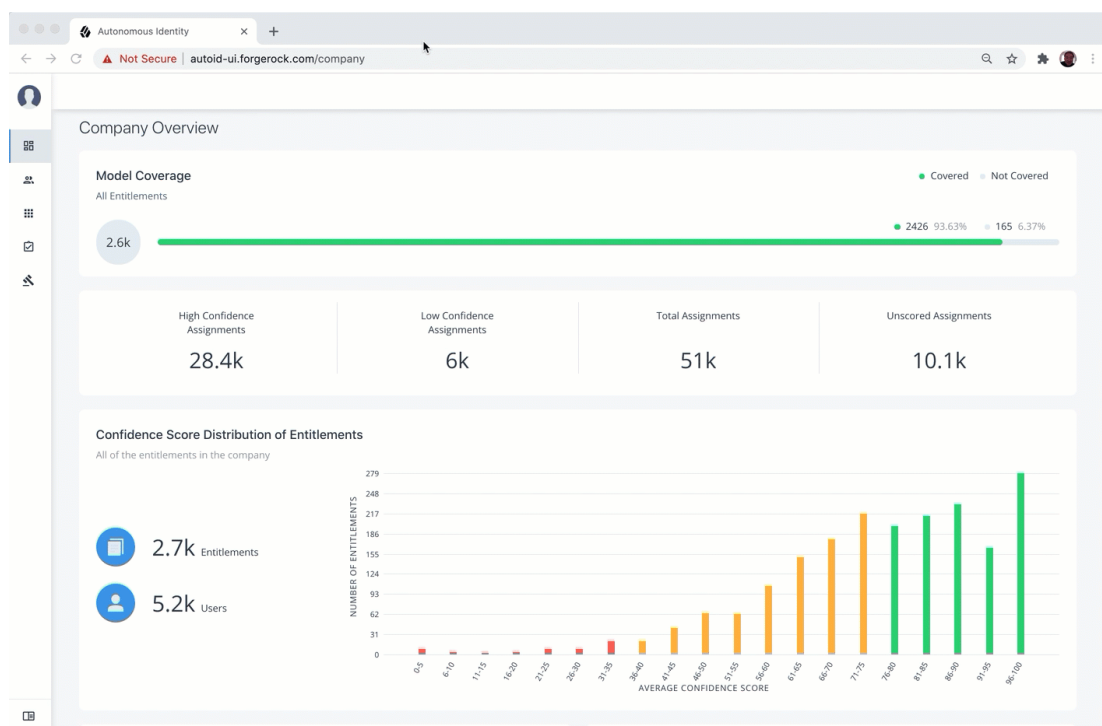 Autonomous Identity
Not Secure autoid-ui.forgerock.com/company
Company Overview
Model Coverage
Covered Not Covered
All Entitlements
2426 93.63% 165 6.37%
2.6k
High Confidence
Assignments
28.4k
Low Confidence
Assignments
6k
Total Assignments
51k
Unscored Assignments
10.1k
Confidence Score Distribution of Entitlements
All of the entitlements in the company
2.7k Entitlements
5.2k Users
NUMBER OF ENTITLEMENTS
279
248
217
186
155
124
93
62
31
0
0-5 6-10 11-15 16-20 21-25 26-30 31-35 36-40 41-45 46-50 51-55 56-60 61-65 66-70 71-75 76-80 81-85 86-90 91-95 96-100
AVERAGE CONFIDENCE SCORE